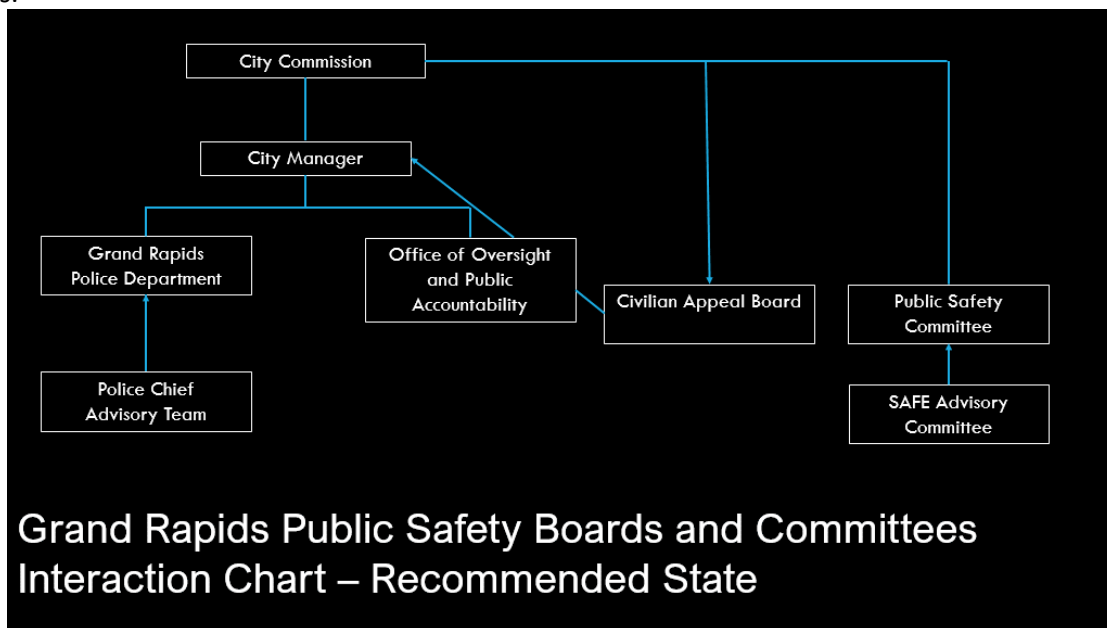 City Commission
City Manager
Grand Rapids
Police Department
Office of Oversight
and Public
Accountability
Civilian Appeal Board
Public Safety
Committee
Police Chief
Advisory Team
SAFE Advisory
Committee
Grand Rapids Public Safety Boards and Committees
Interaction Chart – Recommended State